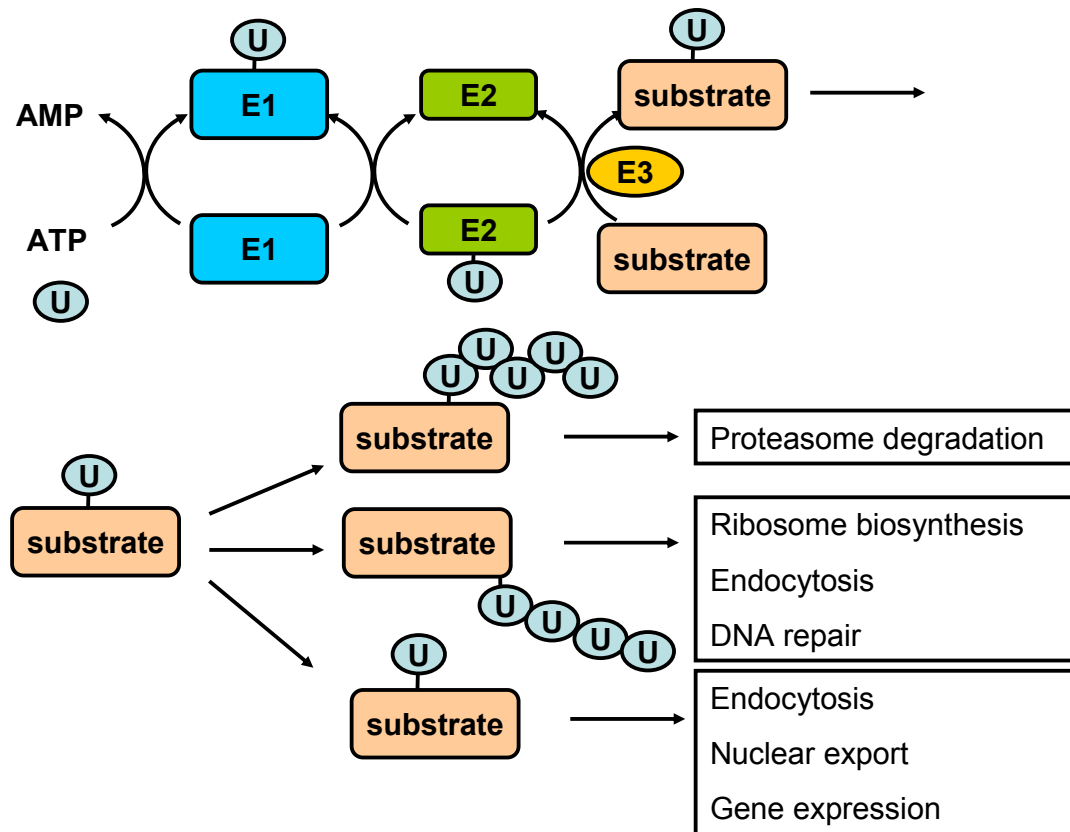 U
U
AMP
E1
E2
substrate
E3
ATP
E1
E2
substrate
U
U
U U U U U
substrate
Proteasome degradation
U
substrate
substrate
Ribosome biosynthesis
Endocytosis
DNA repair
U U U U
U
substrate
Endocytosis
Nuclear export
Gene expression